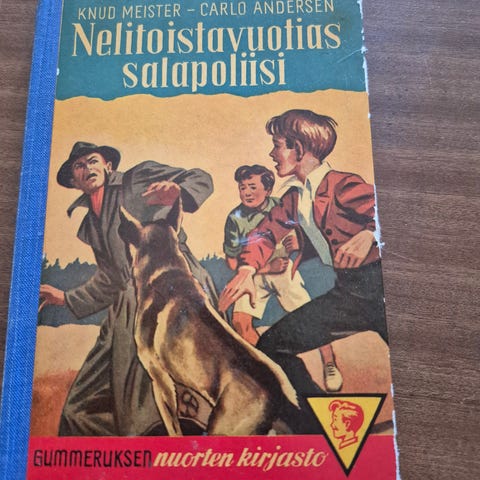 KNUD MEISTER – CARLO ANDERSEN
Nelitoistavuotias
salapoliisi
GUMMERUKSEN nuorten kirjasto